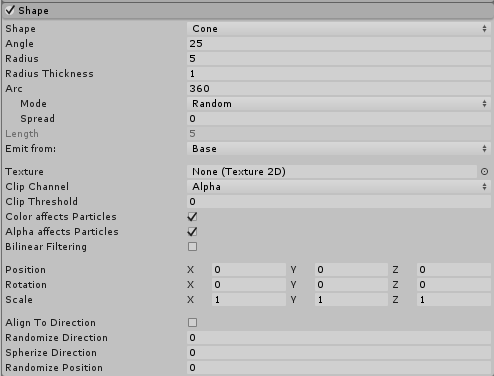 Shape
Shape Cone
Angle 25
Radius 5
Radius Thickness 1
Arc 360
Mode Random
Spread 0
Length 5
Emit from: Base
Texture None (Texture 2D)
Clip Channel Alpha
Clip Threshold 0
Color affects Particles
Alpha affects Particles
Bilinear Filtering
Position X 0 Y 0 Z 0
Rotation X 0 Y 0 Z 0
Scale X 1 Y 1 Z 1
Align To Direction
Randomize Direction 0
Spherize Direction 0
Randomize Position 0